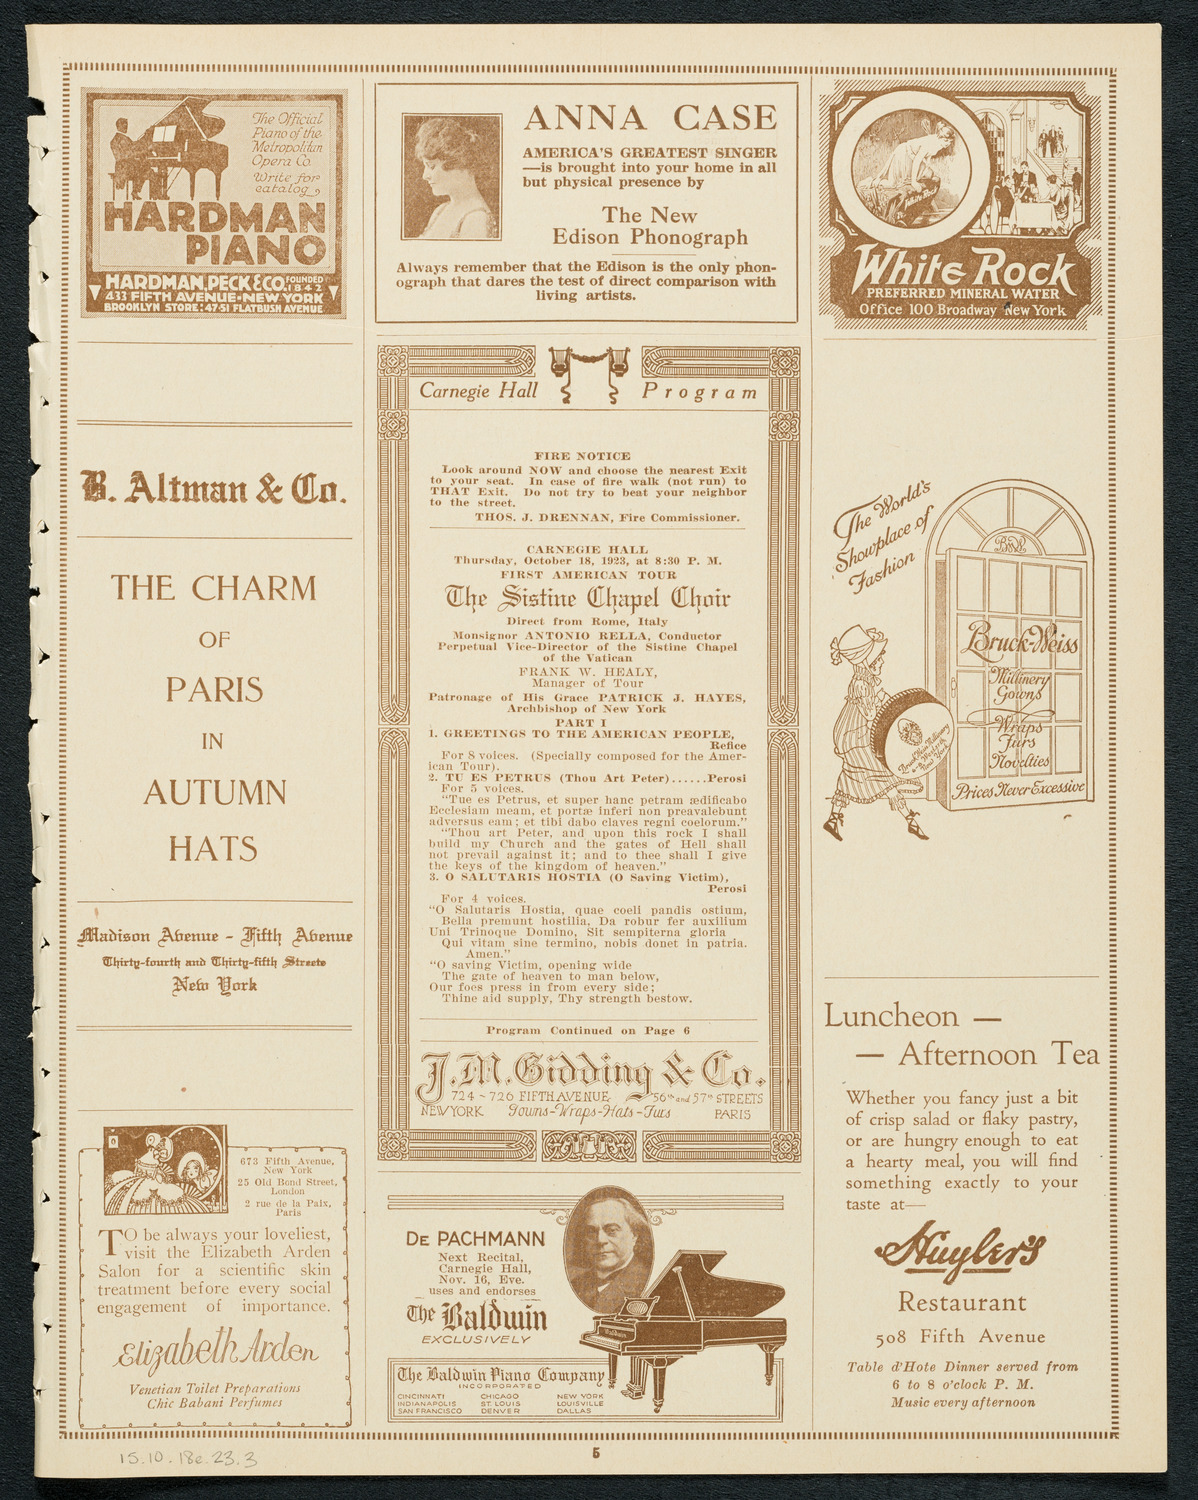 The Official
Piano of the
Metropolitan
Opera Co.
Write for
catalog
HARDMAN
PIANO
HARDMAN, PECK & CO. FOUNDED 1842
433 FIFTH AVENUE • NEW YORK
BROOKLYN STORE: 47-51 FLATBUSH AVENUE
B. Altman & Co.
THE CHARM
OF
PARIS
IN
AUTUMN
HATS
Madison Avenue - Fifth Avenue
Thirty-fourth and Thirty-fifth Streets
New York
673 Fifth Avenue,
New York
25 Old Bond Street,
London
2 rue de la Paix,
Paris
TO be always your loveliest,
visit the Elizabeth Arden
Salon for a scientific skin
treatment before every social
engagement of importance.
Elizabeth Arden
Venetian Toilet Preparations
Chic Babani Perfumes
ANNA CASE
AMERICA'S GREATEST SINGER
—is brought into your home in all
but physical presence by
The New
Edison Phonograph
Always remember that the Edison is the only phon-
ograph that dares the test of direct comparison with
living artists.
Carnegie Hall Program
FIRE NOTICE
Look around NOW and choose the nearest Exit
to your seat. In case of fire walk (not run) to
THAT Exit. Do not try to beat your neighbor
to the street.
THOS. J. DRENNAN, Fire Commissioner.
CARNEGIE HALL
Thursday, October 18, 1923, at 8:30 P. M.
FIRST AMERICAN TOUR
The Sistine Chapel Choir
Direct from Rome, Italy
Monsignor ANTONIO RELLA, Conductor
Perpetual Vice-Director of the Sistine Chapel
of the Vatican
FRANK W. HEALY,
Manager of Tour
Patronage of His Grace PATRICK J. HAYES,
Archbishop of New York
PART I
1. GREETINGS TO THE AMERICAN PEOPLE,
Refice
For 8 voices. (Specially composed for the Amer-
ican Tour).
2. TU ES PETRUS (Thou Art Peter)......Perosi
For 5 voices.
"Tue es Petrus, et super hanc petram ædificabo
Ecclesiam meam, et portæ inferi non preavalebunt
adversus eam; et tibi dabo claves regni coelorum."
"Thou art Peter, and upon this rock I shall
build my Church and the gates of Hell shall
not prevail against it; and to thee shall I give
the keys of the kingdom of heaven."
3. O SALUTARIS HOSTIA (O Saving Victim),
Perosi
For 4 voices.
"O Salutaris Hostia, quae coeli pandis ostium,
Bella premunt hostilia, Da robur fer auxilium
Uni Trinoque Domino, Sit sempiterna gloria
Qui vitam sine termino, nobis donet in patria.
Amen."
"O saving Victim, opening wide
The gate of heaven to man below,
Our foes press in from every side;
Thine aid supply, Thy strength bestow.
Program Continued on Page 6
J. M. Gidding & Co.
724 ~ 726 FIFTH AVENUE. 56th and 57th STREETS
NEW YORK Gowns-Wraps-Hats-Furs PARIS
DE PACHMANN
Next Recital,
Carnegie Hall,
Nov. 16, Eve.
uses and endorses
The Baldwin
EXCLUSIVELY
Baldwin
The Baldwin Piano Company
INCORPORATED
CINCINNATI CHICAGO NEW YORK
INDIANAPOLIS ST. LOUIS LOUISVILLE
SAN FRANCISCO DENVER DALLAS
White Rock
White Rock
PREFERRED MINERAL WATER
Office 100 Broadway New York
The World's
Showplace of
Fashion
B&W
Bruck-Weiss
Millinery
Gowns
Wraps
Furs
Novelties
Prices Never Excessive
Luncheon —
— Afternoon Tea
Whether you fancy just a bit
of crisp salad or flaky pastry,
or are hungry enough to eat
a hearty meal, you will find
something exactly to your
taste at—
Huyler's
Restaurant
508 Fifth Avenue
Table d'Hote Dinner served from
6 to 8 o'clock P. M.
Music every afternoon
5
15.10.18e.23.3